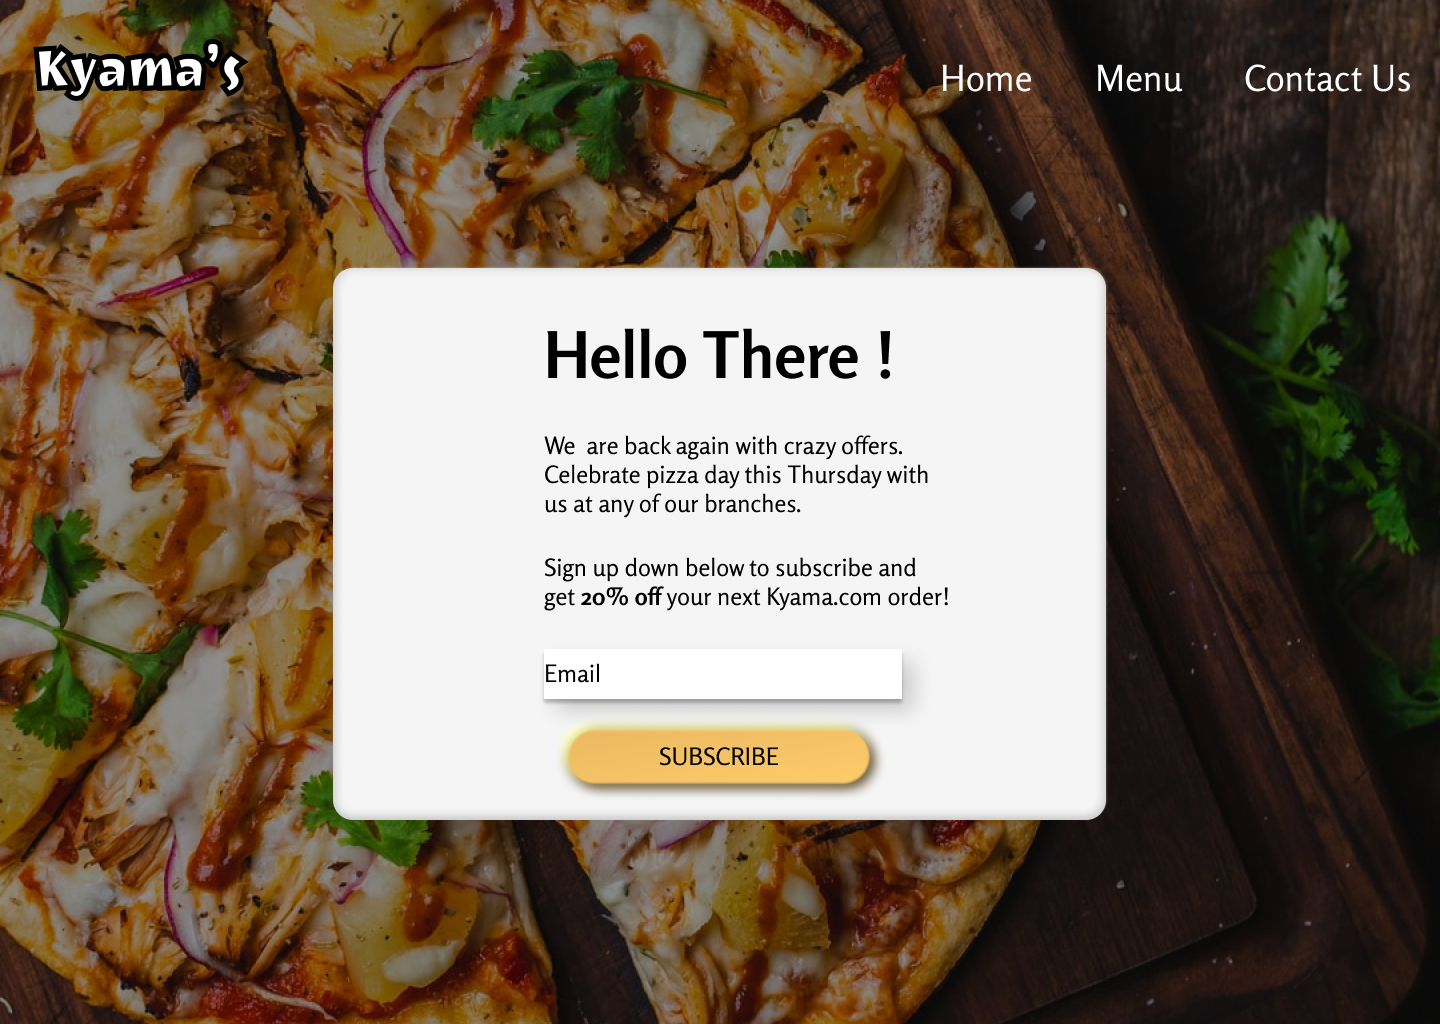 Kyama's
Home Menu Contact Us
Hello There !
We  are back again with crazy offers.
Celebrate pizza day this Thursday with
us at any of our branches.
Sign up down below to subscribe and
get 20% off your next Kyama.com order!
Email
SUBSCRIBE